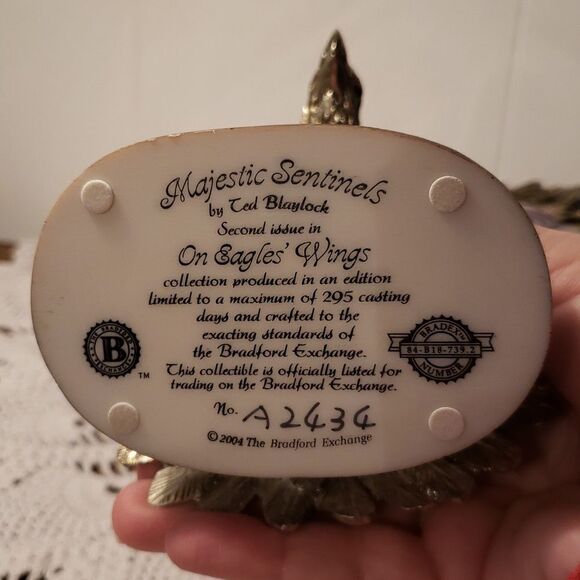 Majestic Sentinels
by Ted Blaylock
Second issue in
On Eagles' Wings
collection produced in an edition
limited to a maximum of 295 casting
days and crafted to the
exacting standards of
the Bradford Exchange.
This collectible is officially listed for
trading on the Bradford Exchange.
No. A2434
© 2004 The Bradford Exchange
THE BRADFORD
B
EXCHANGE
TM
BRADEX TM
84-B18-739.2
NUMBER